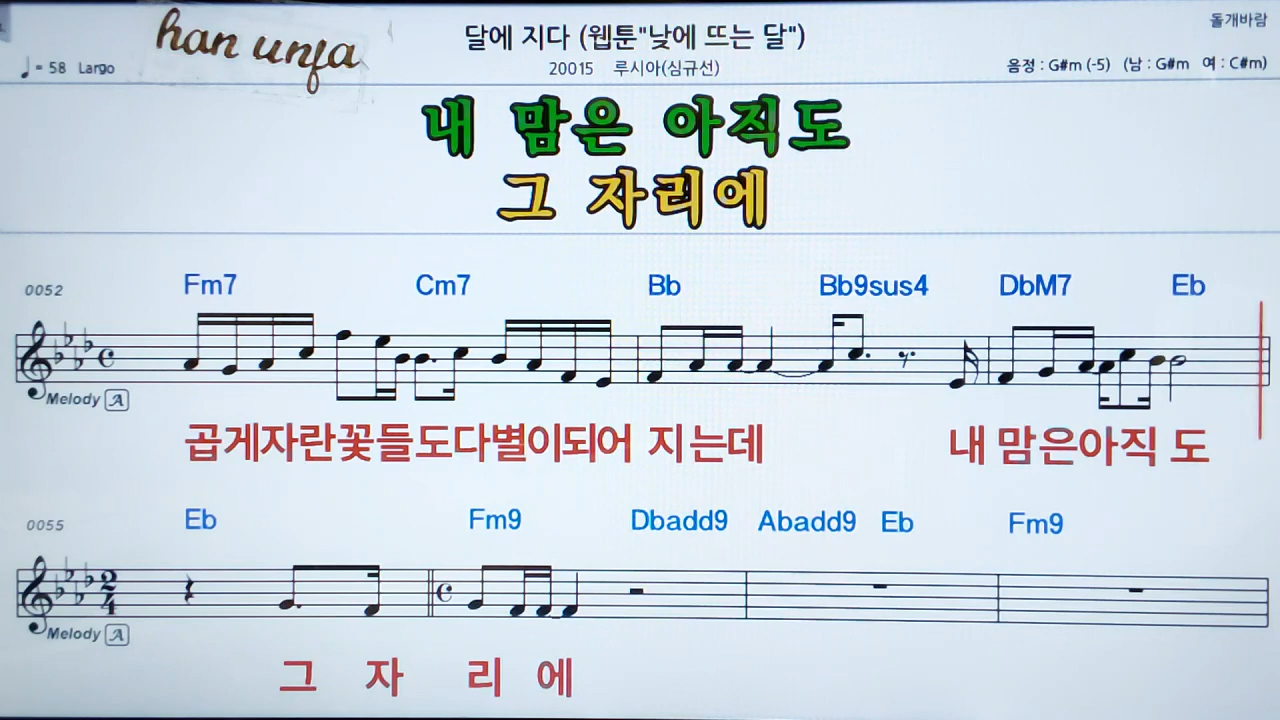 han unja
달에 지다 (웹툰"낮에 뜨는 달")
돌개바람
♩= 58 Largo
20015 루시아(심규선)
음정 : G#m (-5) (남 : G#m 여 : C#m)
내 맘은 아직도
그 자리에
0052 Fm7 Cm7 Bb Bb9sus4 DbM7 Eb
Melody A
곱게자란꽃들도다별이되어 지는데 내 맘은아직 도
0055 Eb Fm9 Dbadd9 Abadd9 Eb Fm9
2
4
Melody A
그 자 리 에